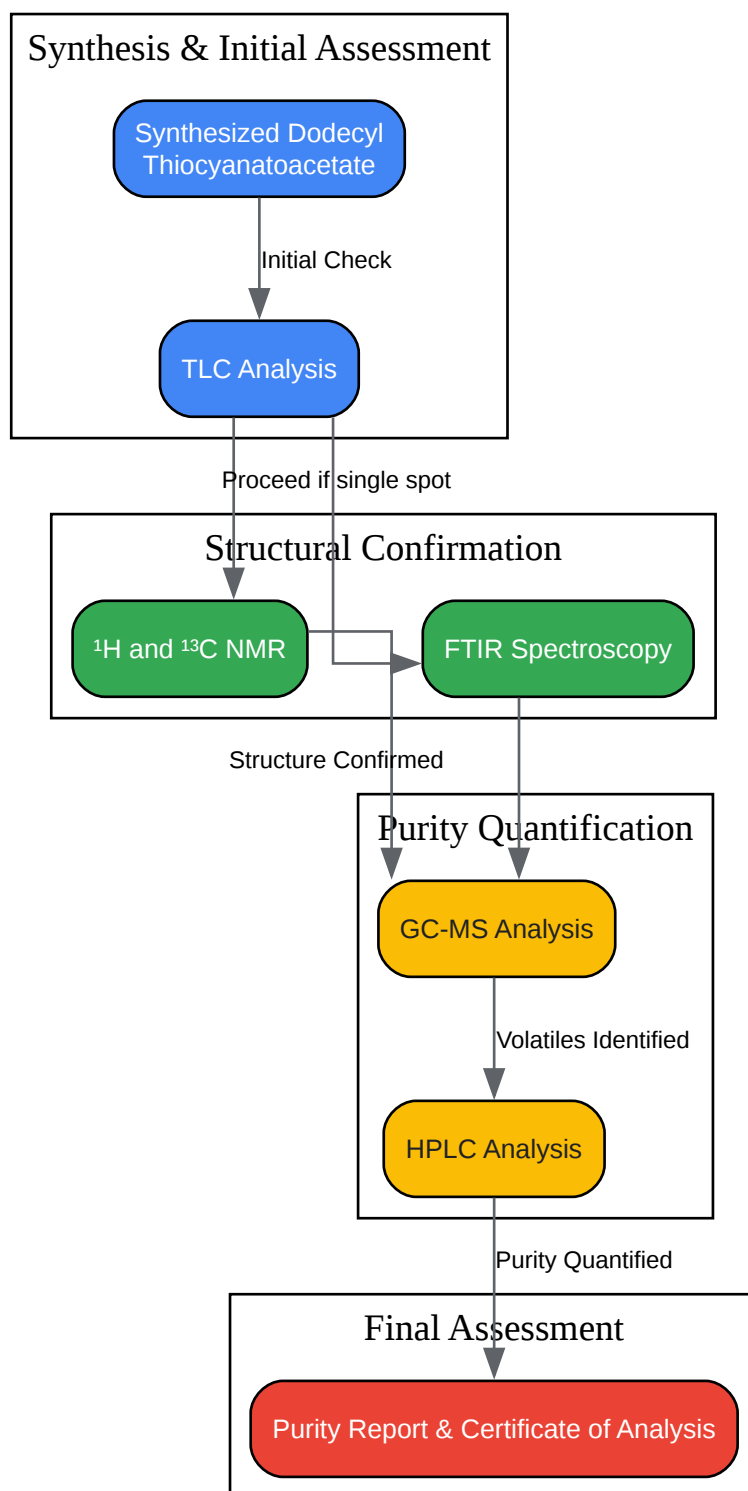 Synthesis & Initial Assessment
Synthesized Dodecyl
Thiocyanatoacetate
Initial Check
TLC Analysis
Proceed if single spot
Structural Confirmation
¹H and ¹³C NMR
FTIR Spectroscopy
Structure Confirmed
Purity Quantification
GC-MS Analysis
Volatiles Identified
HPLC Analysis
Purity Quantified
Final Assessment
Purity Report & Certificate of Analysis